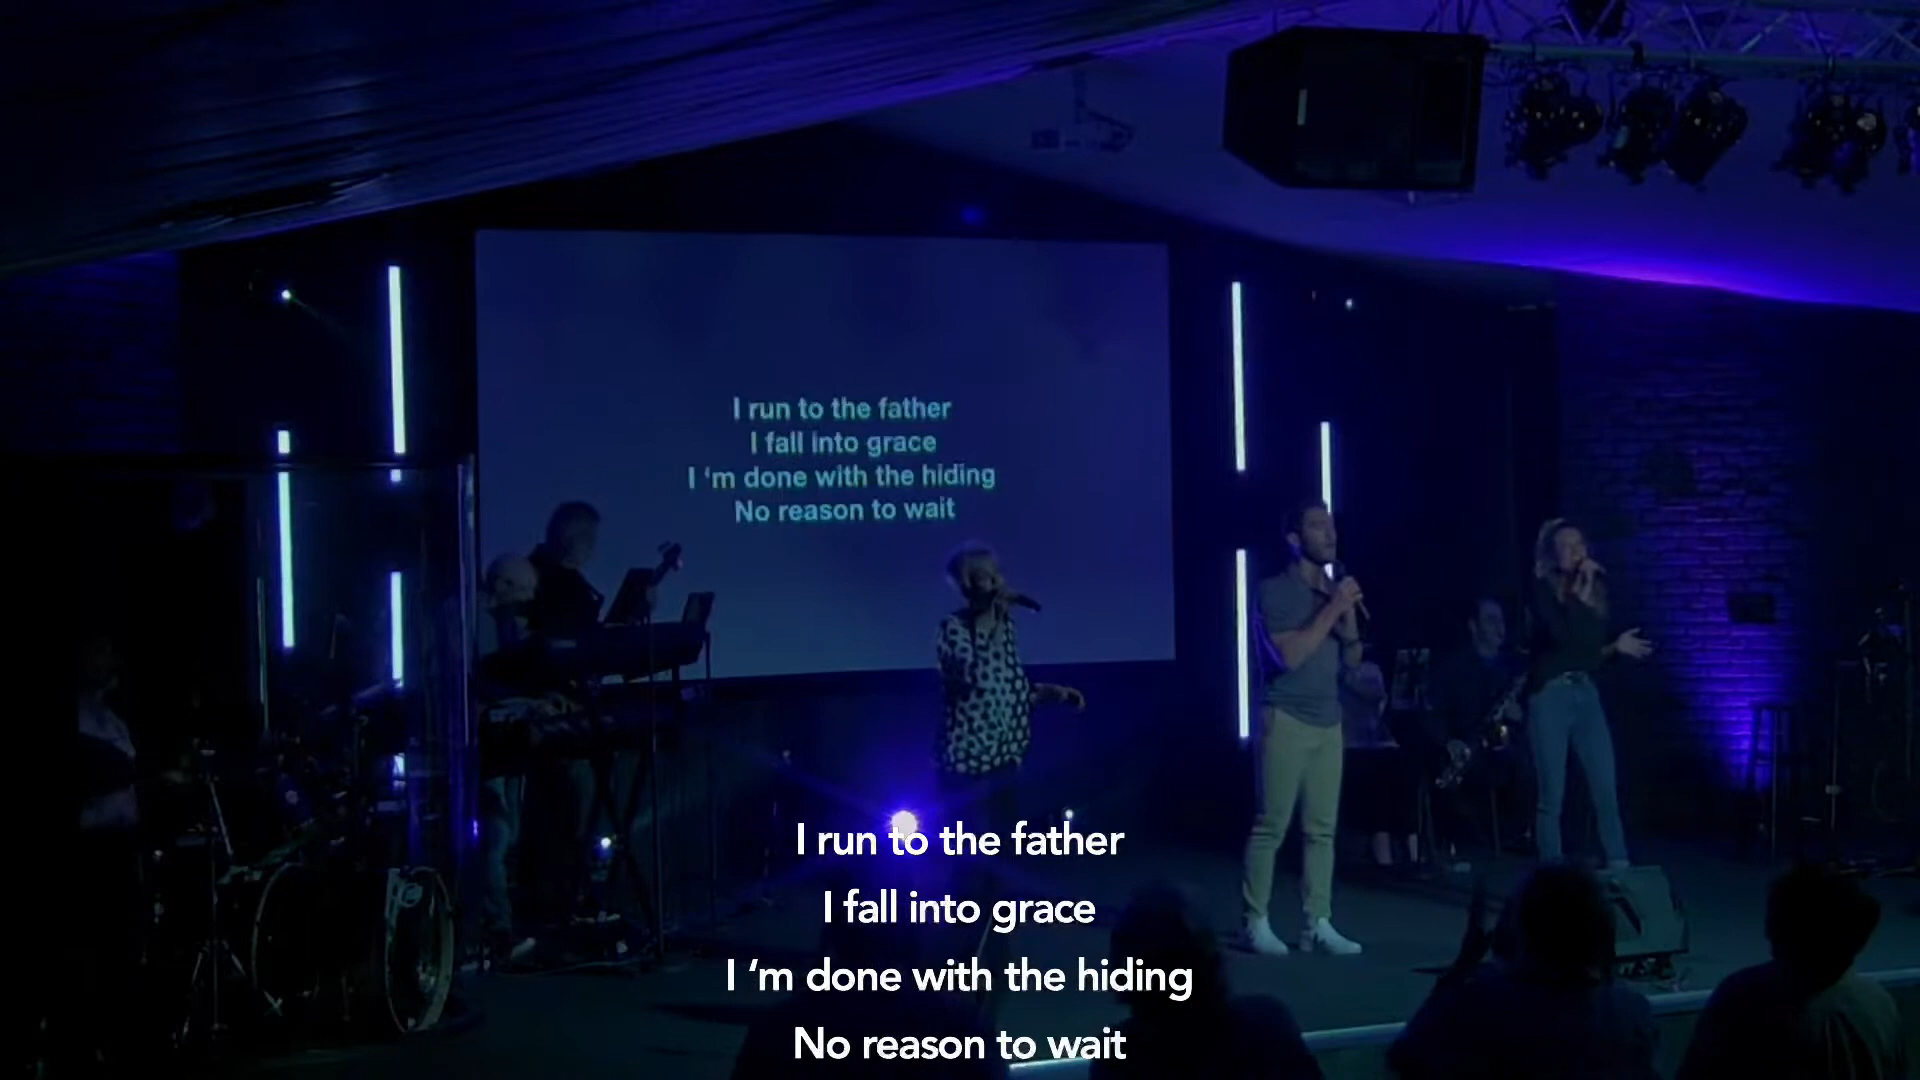 I run to the father
I fall into grace
I ‘m done with the hiding
No reason to wait
I run to the father
I fall into grace
I ‘m done with the hiding
No reason to wait